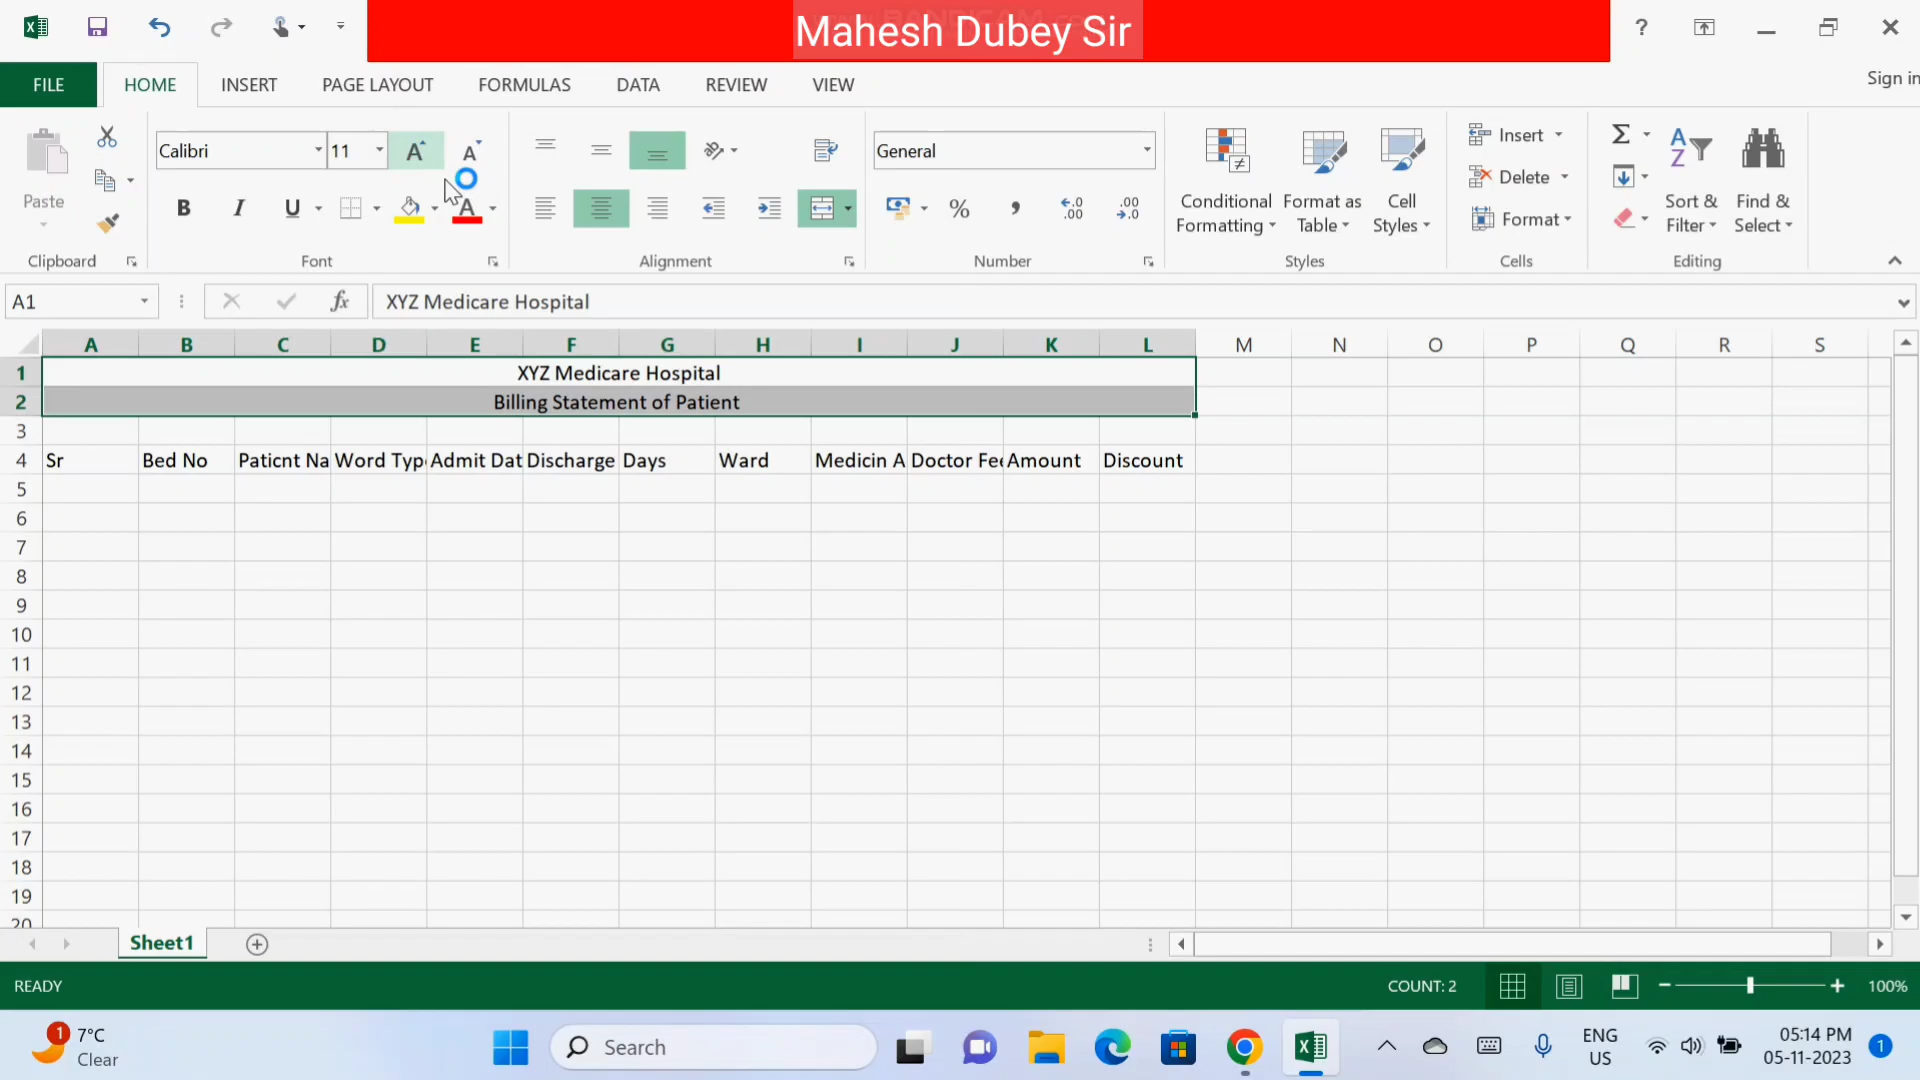 Mahesh Dubey Sir
FILE HOME INSERT PAGE LAYOUT FORMULAS DATA REVIEW VIEW
Sign in
Paste
Clipboard
Calibri
11
Font
Alignment
General
Number
Conditional Formatting
Format as Table
Cell Styles
Styles
Insert
Delete
Format
Cells
Sort & Filter
Find & Select
Editing
A1
XYZ Medicare Hospital
A B C D E F G H I J K L M N O P Q R S
1 XYZ Medicare Hospital
2 Billing Statement of Patient
3
4 Sr Bed No Paticnt Na Word Typ Admit Dat Discharge Days Ward Medicin A Doctor Fe Amount Discount
5
6
7
8
9
10
11
12
13
14
15
16
17
18
19
20
Sheet1
READY
COUNT: 2
100%
1
7°C
Clear
Search
ENG
US
05:14 PM
05-11-2023
1